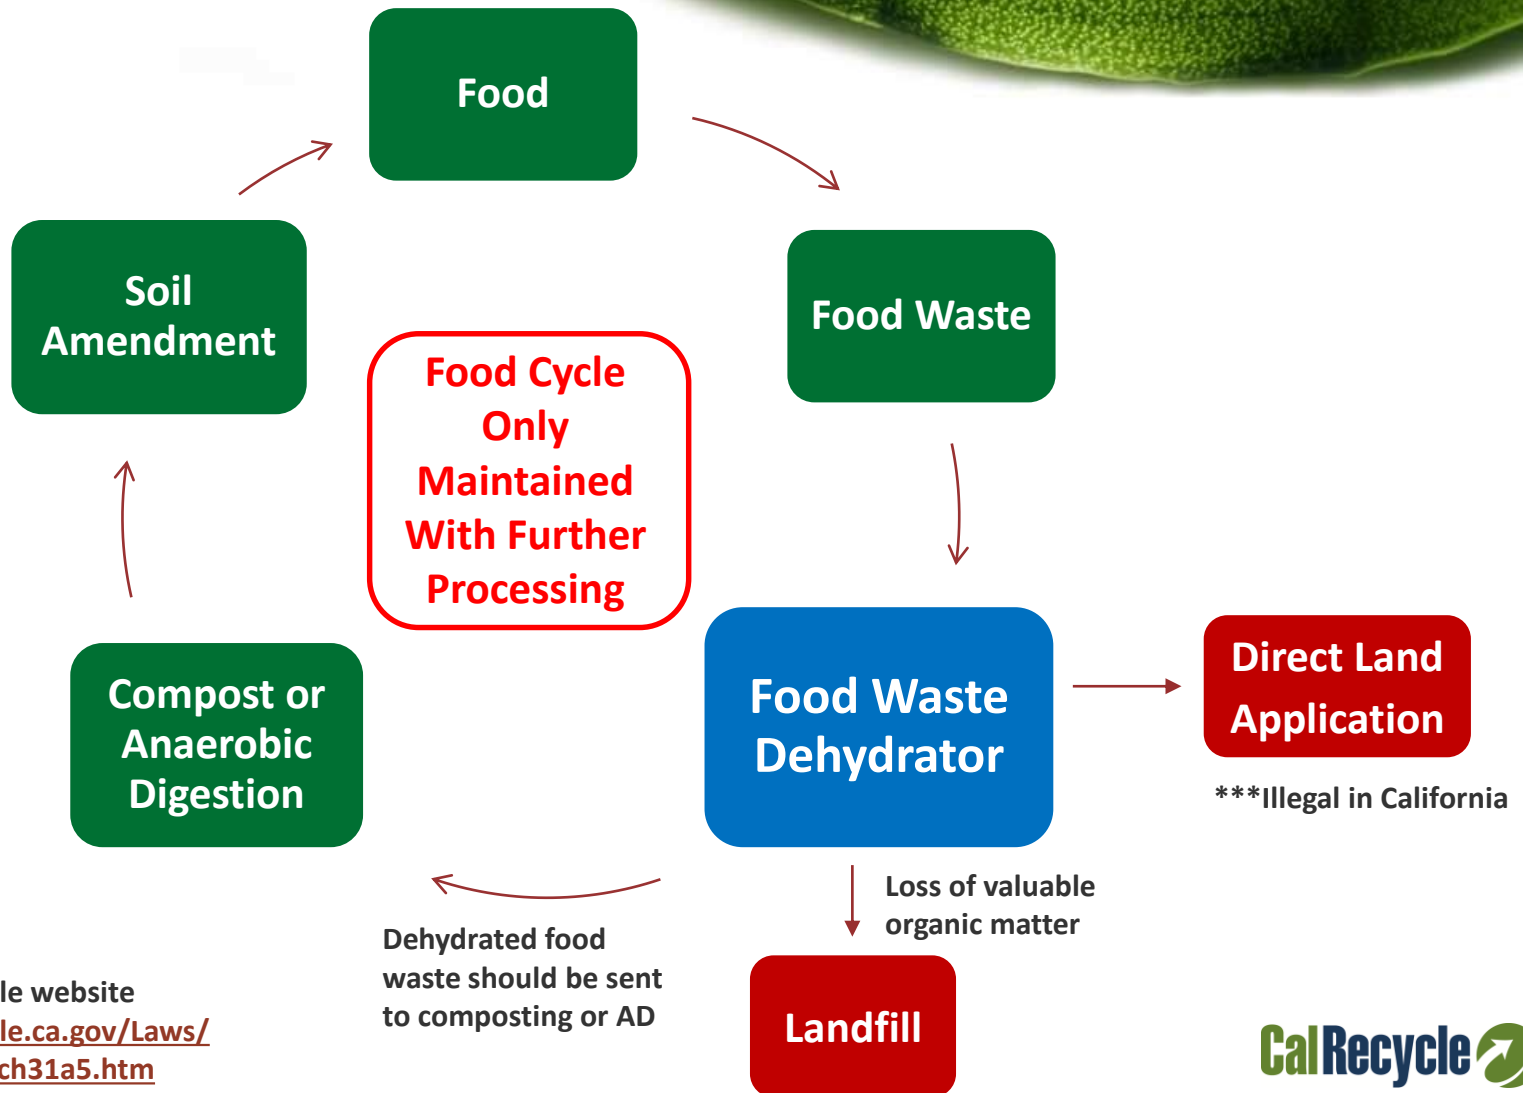 Food
Soil
Amendment
Food Waste
Food Cycle
Only
Maintained
With Further
Processing
Compost or
Anaerobic
Digestion
Food Waste
Dehydrator
Direct Land
Application
***Illegal in California
Loss of valuable
organic matter
Dehydrated food
waste should be sent
to composting or AD
Landfill
le website
le.ca.gov/Laws/
ch31a5.htm
CalRecycle